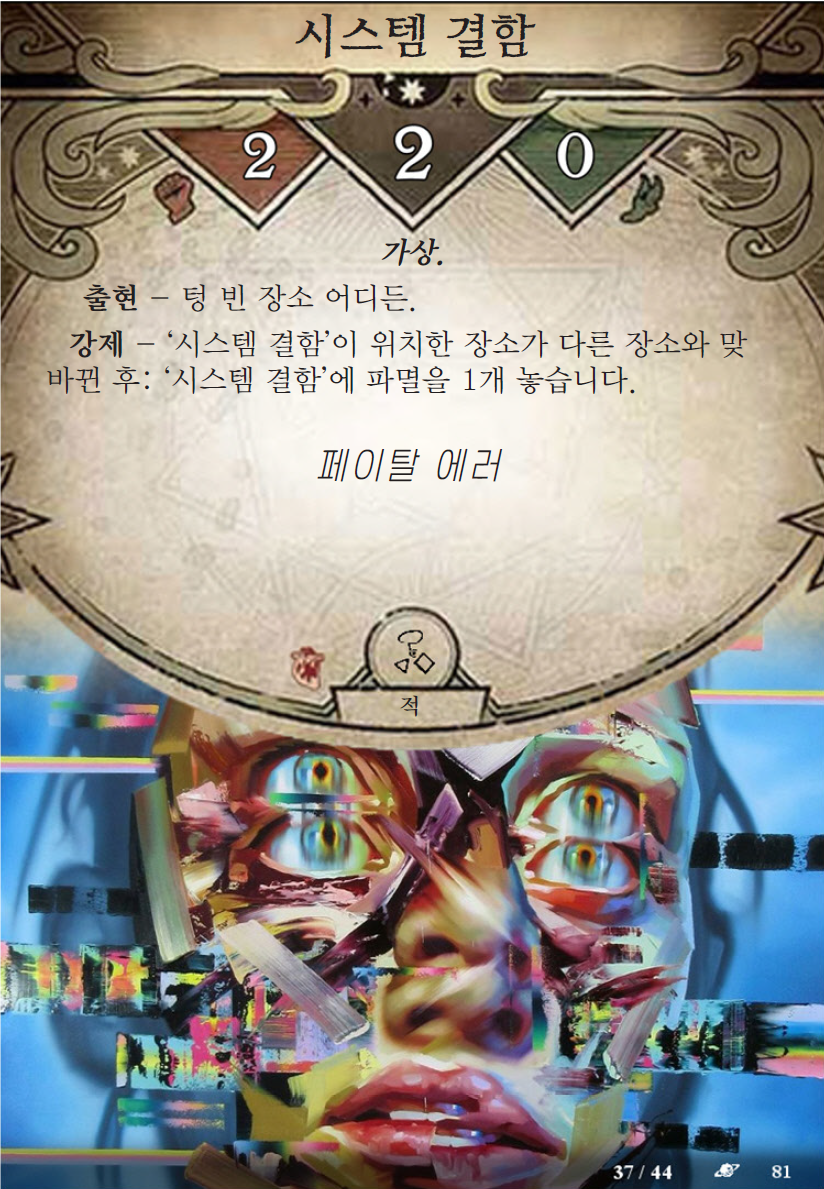 시스템 결함
2 2 0
가상.
출현 – 텅 빈 장소 어디든.
강제 – ‘시스템 결함’이 위치한 장소가 다른 장소와 맞
바뀐 후: ‘시스템 결함’에 파멸을 1개 놓습니다.
페이탈 에러
적
37 / 44 81